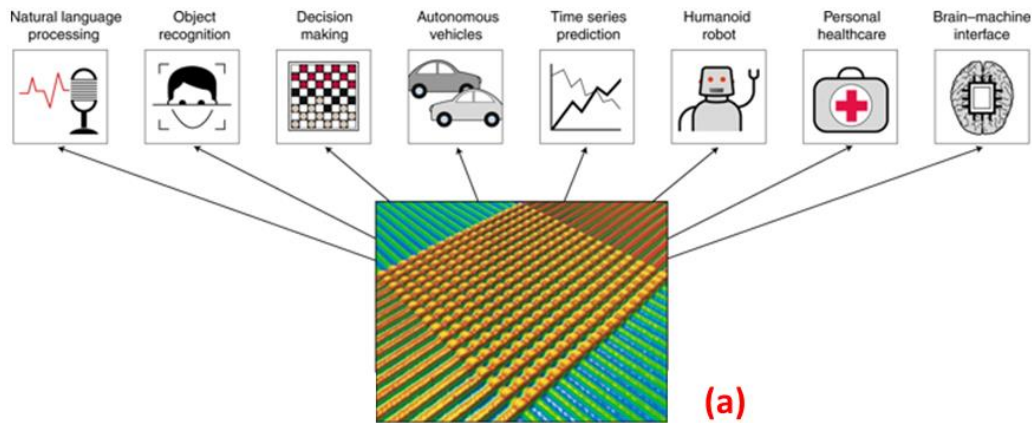 Natural language
processing
Object
recognition
Decision
making
Autonomous
vehicles
Time series
prediction
Humanoid
robot
Personal
healthcare
Brain–machine
interface
(a)